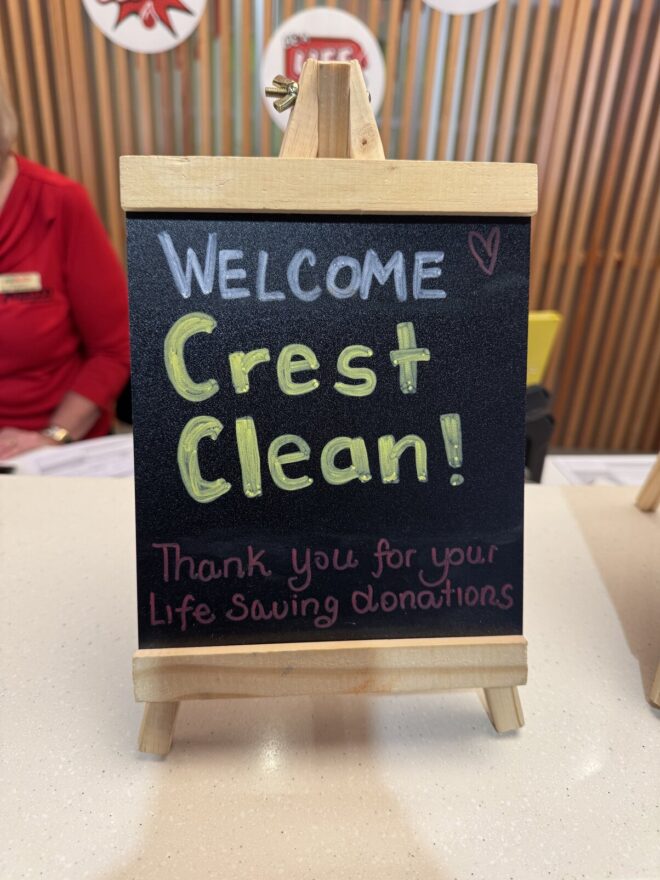 WELCOME
Crest
Clean!
Thank you for your
Life Saving donations